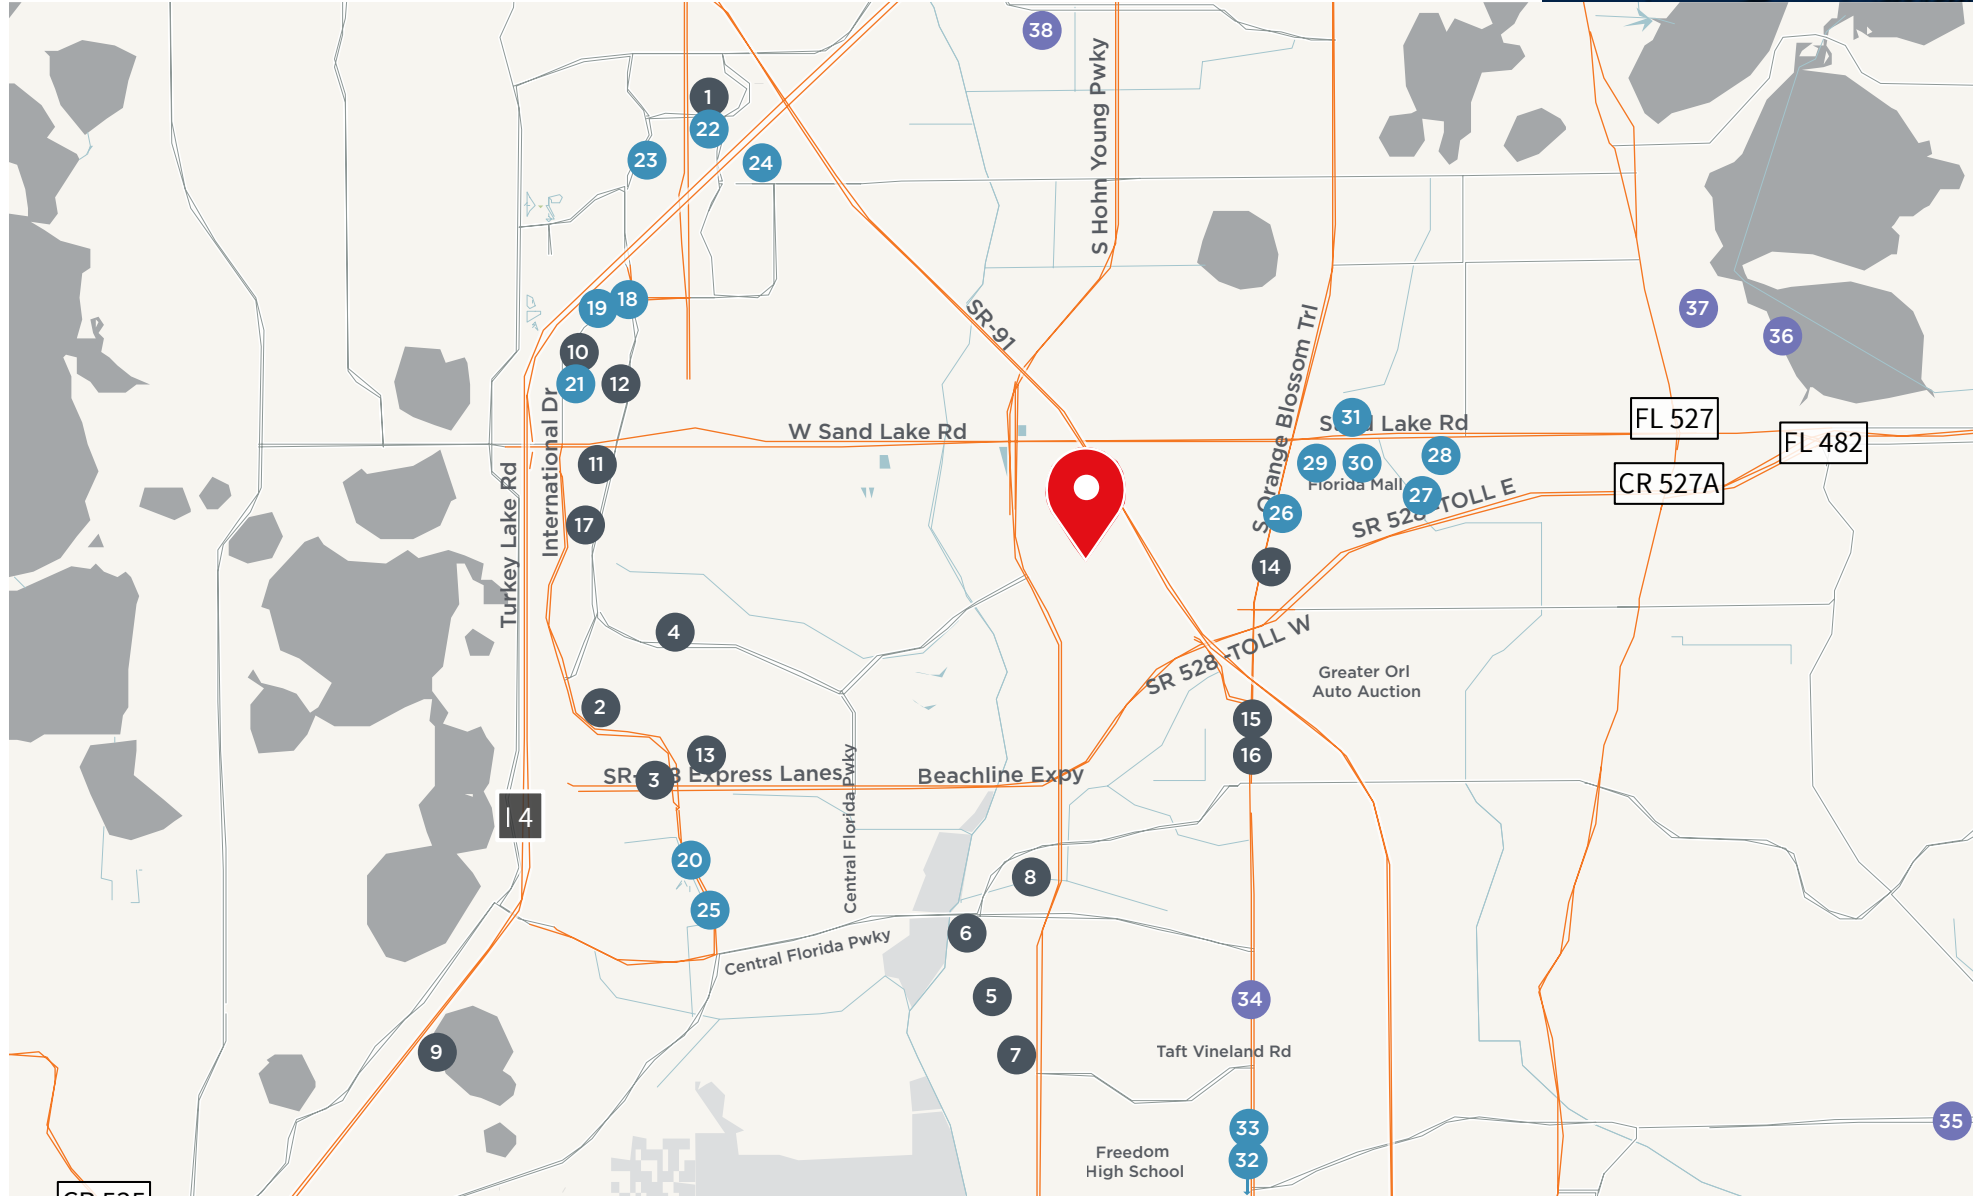 38
S Hohn Young Pwky
1
22
23
24
19
18
SR-91
37
36
10
21
12
International Dr
S Orange Blossom Trl
31
Lake Rd
FL 527
W Sand Lake Rd
FL 482
11
29
30
28
Florida Mall
CR 527A
27
SR 528 -TOLL E
26
17
Turkey Lake Rd
14
4
SR 528 -TOLL W
Greater Orl
Auto Auction
2
15
16
13
3
Express Lanes
Beachline Expy
Central Florida Pwky
I 4
20
8
25
6
Central Florida Pwky
5
34
9
7
Taft Vineland Rd
33
35
Freedom
High School
32
CR 535